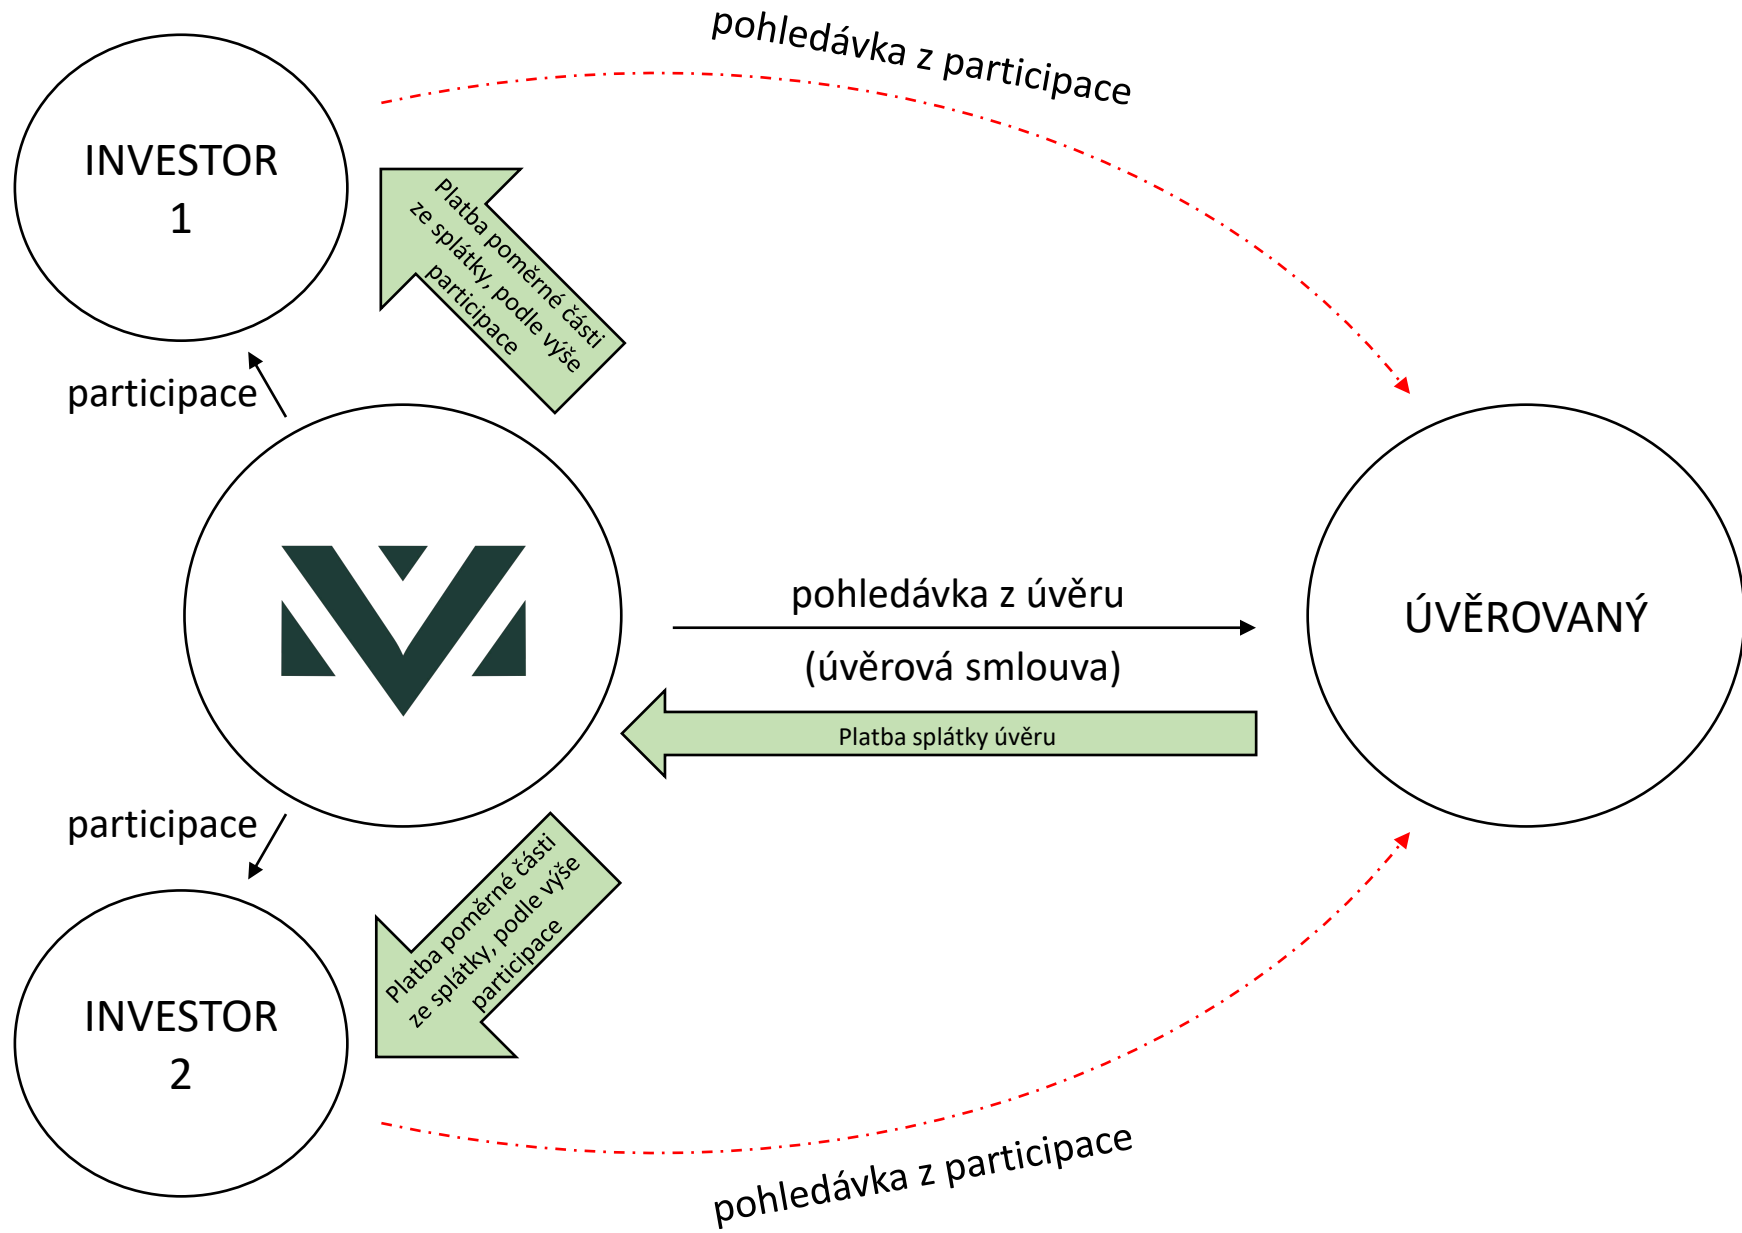 pohledávka z participace
INVESTOR
1
Platba poměrné části
ze splátky, podle výše
participace
participace
pohledávka z úvěru
(úvěrová smlouva)
ÚVĚROVANÝ
Platba splátky úvěru
participace
Platba poměrné části
ze splátky, podle výše
participace
INVESTOR
2
pohledávka z participace